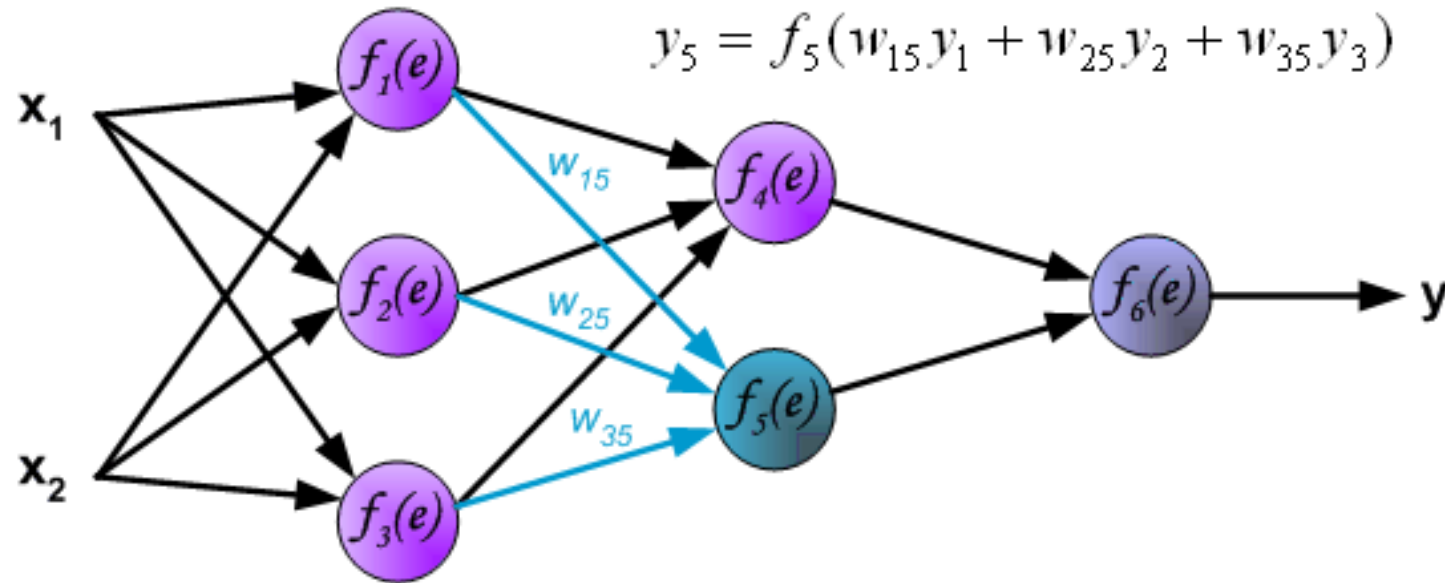 y₅ = f₅(w₁₅y₁ + w₂₅y₂ + w₃₅y₃)
f₁(e)
x₁
w₁₅
f₄(e)
f₂(e)
w₂₅
f₆(e)
y
f₅(e)
w₃₅
x₂
f₃(e)